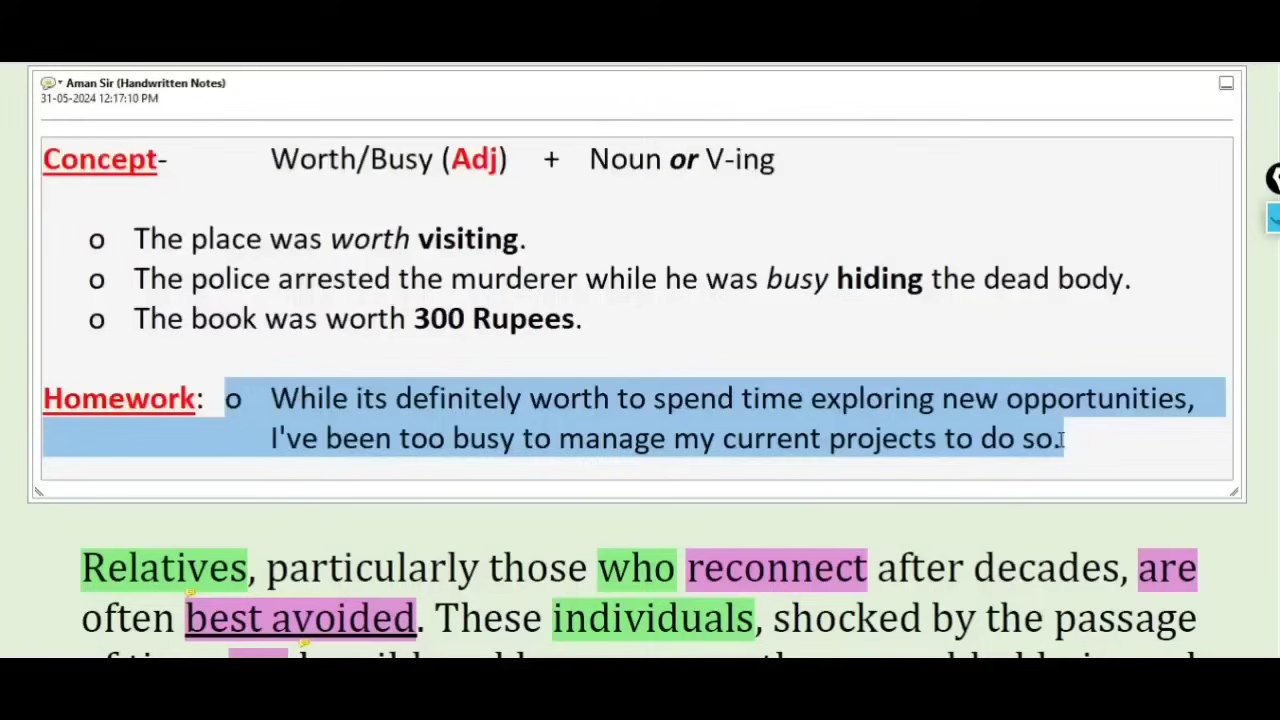 Aman Sir (Handwritten Notes)
31-05-2024 12:17:10 PM
Concept- Worth/Busy (Adj) + Noun or V-ing
o The place was worth visiting.
o The police arrested the murderer while he was busy hiding the dead body.
o The book was worth 300 Rupees.
Homework: o While its definitely worth to spend time exploring new opportunities,
I've been too busy to manage my current projects to do so.
Relatives, particularly those who reconnect after decades, are
often best avoided. These individuals, shocked by the passage